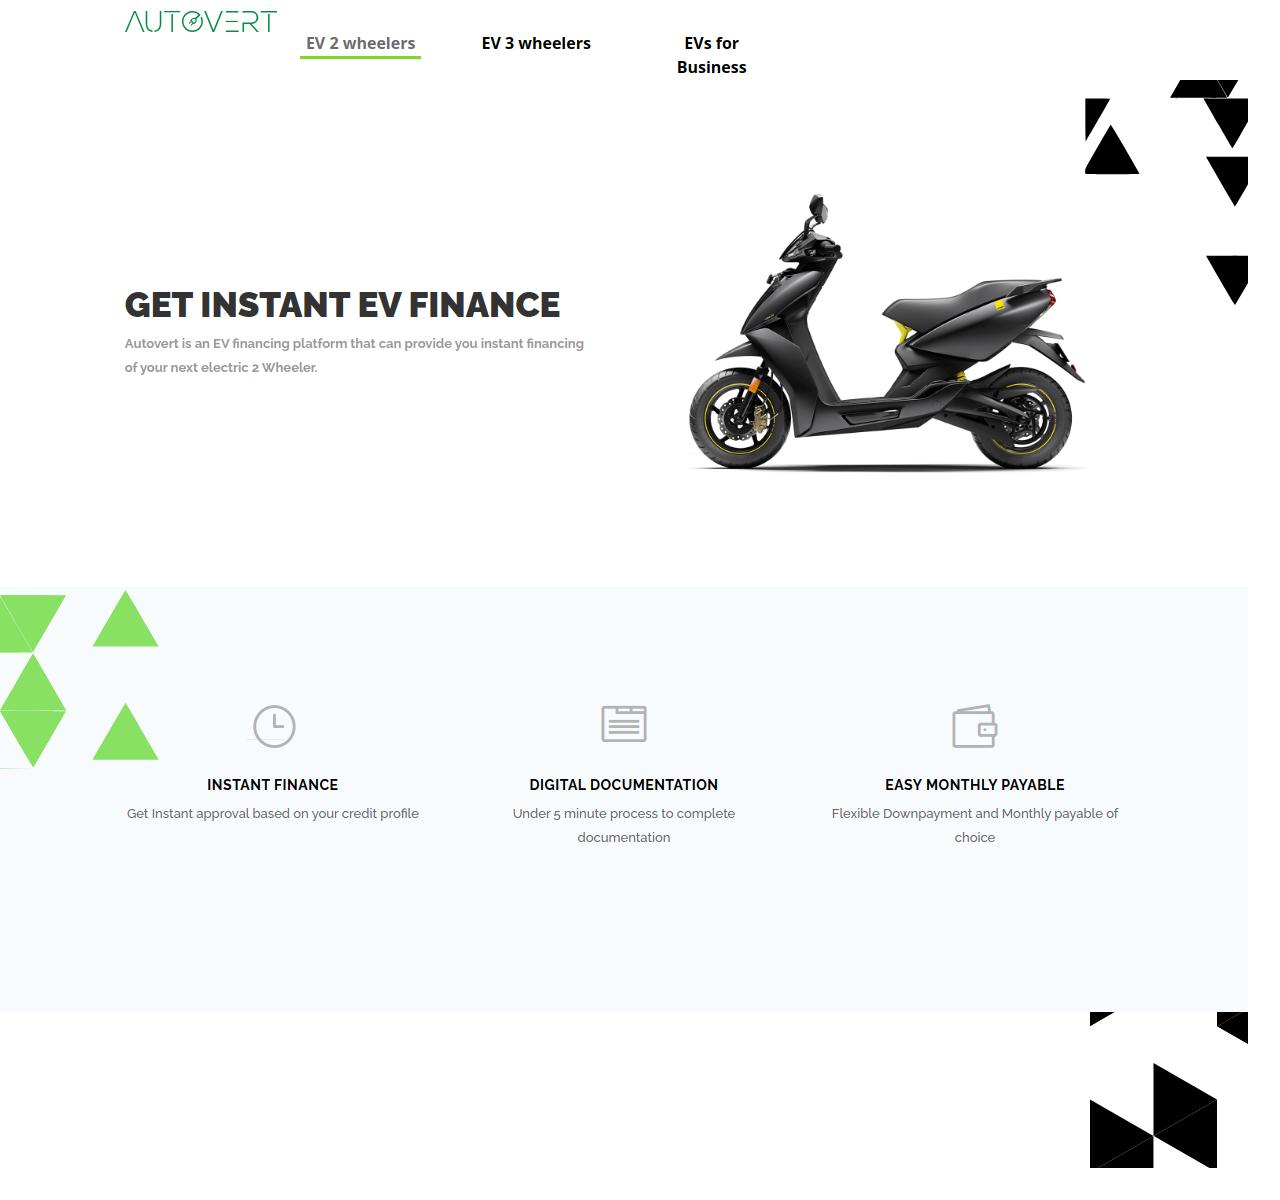 AUTOVERT
EV 2 wheelers
EV 3 wheelers
EVs for
Business
GET INSTANT EV FINANCE
Autovert is an EV financing platform that can provide you instant financing
of your next electric 2 Wheeler.
INSTANT FINANCE
Get Instant approval based on your credit profile
DIGITAL DOCUMENTATION
Under 5 minute process to complete
documentation
EASY MONTHLY PAYABLE
Flexible Downpayment and Monthly payable of
choice